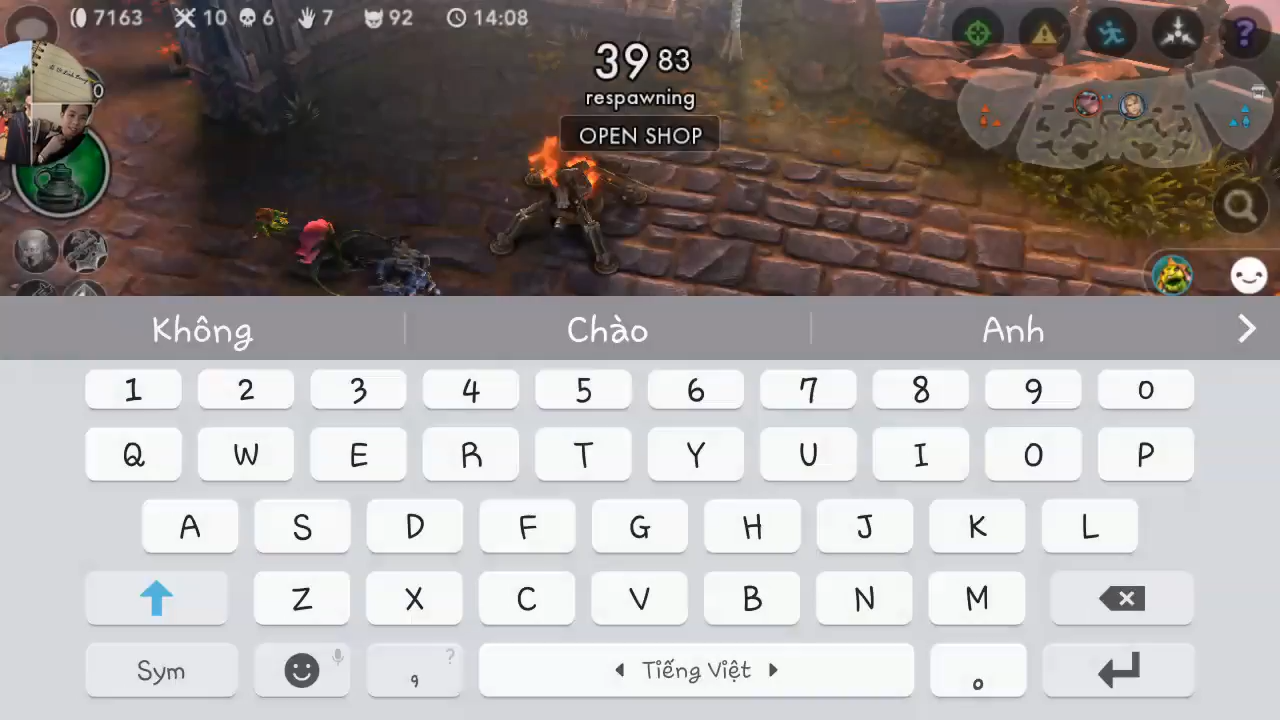 7163 10 6 7 92 14:08
39 83
respawning
OPEN SHOP
0
?
Không Chào Anh
1 2 3 4 5 6 7 8 9 0
Q W E R T Y U I O P
A S D F G H J K L
Z X C V B N M
Sym , ? Tiếng Việt .